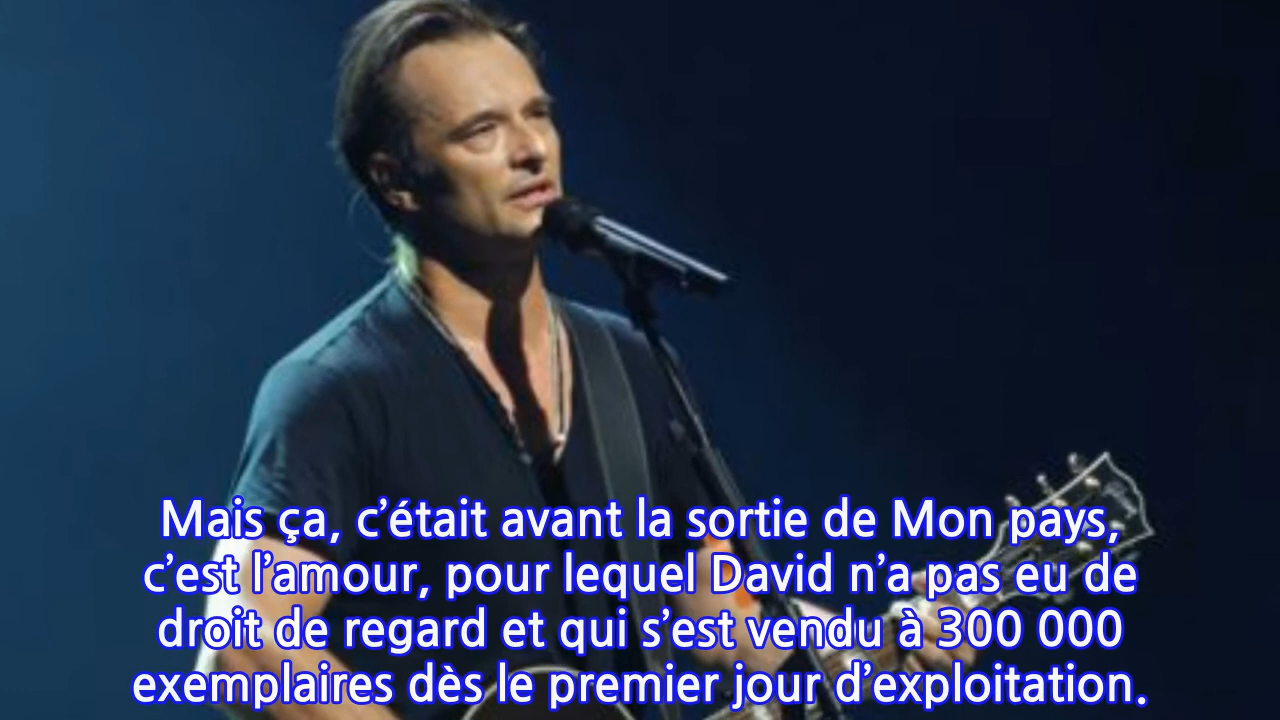 Mais ça, c’était avant la sortie de Mon pays,
c’est l’amour, pour lequel David n’a pas eu de
droit de regard et qui s’est vendu à 300 000
exemplaires dès le premier jour d’exploitation.